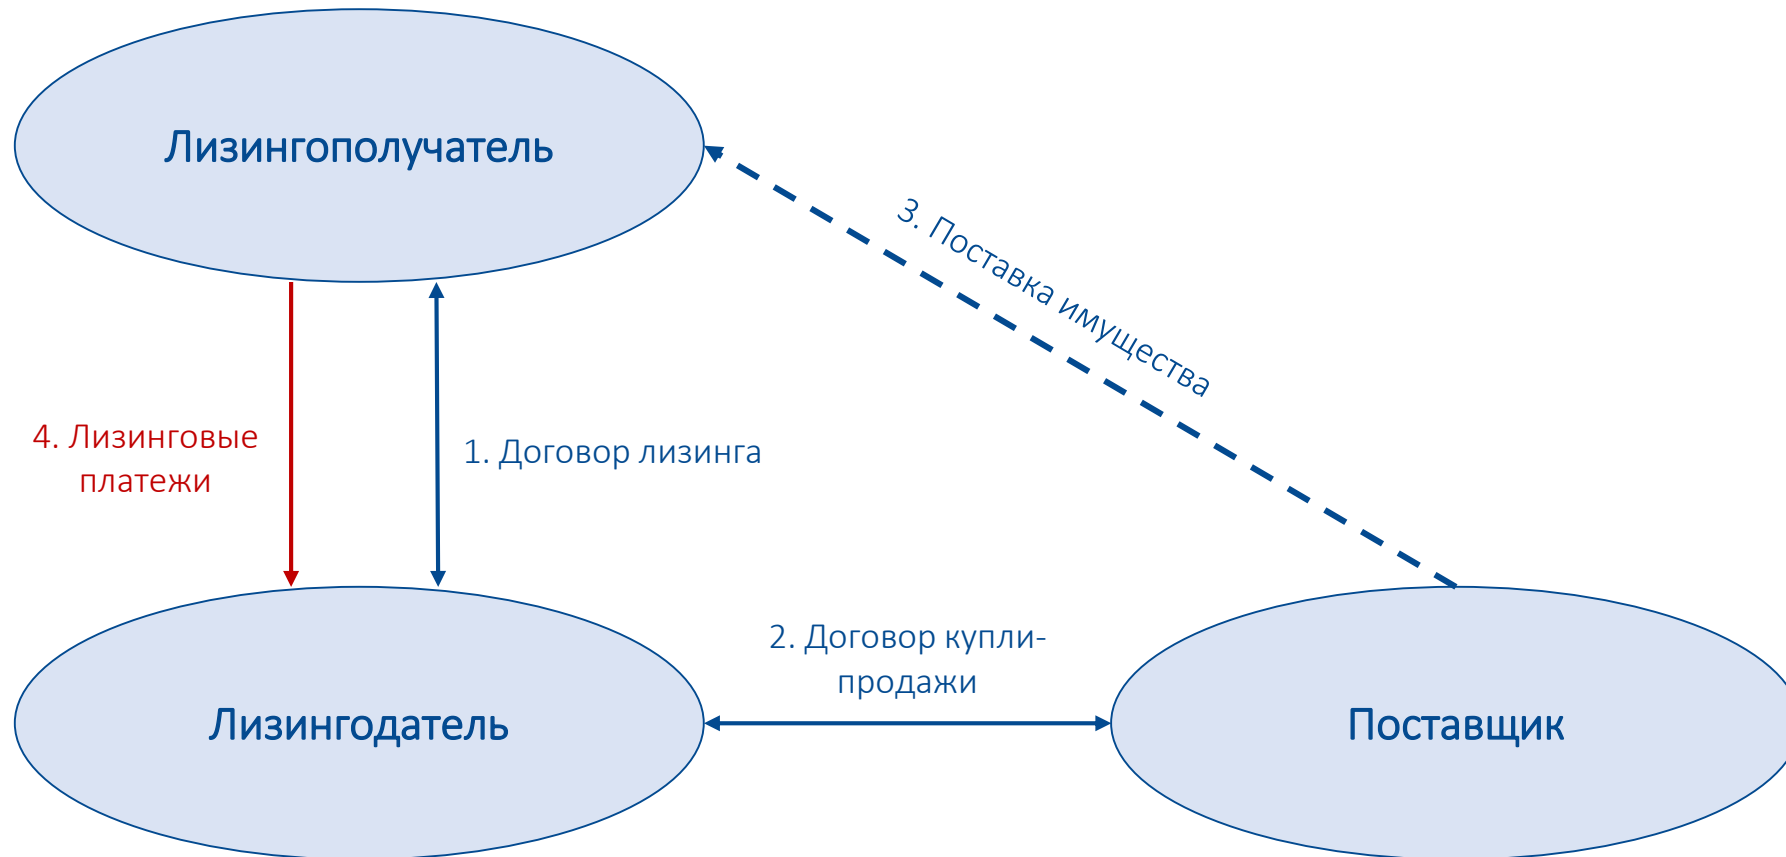 Лизингополучатель
3. Поставка имущества
4. Лизинговые
платежи
1. Договор лизинга
2. Договор купли-
продажи
Лизингодатель
Поставщик